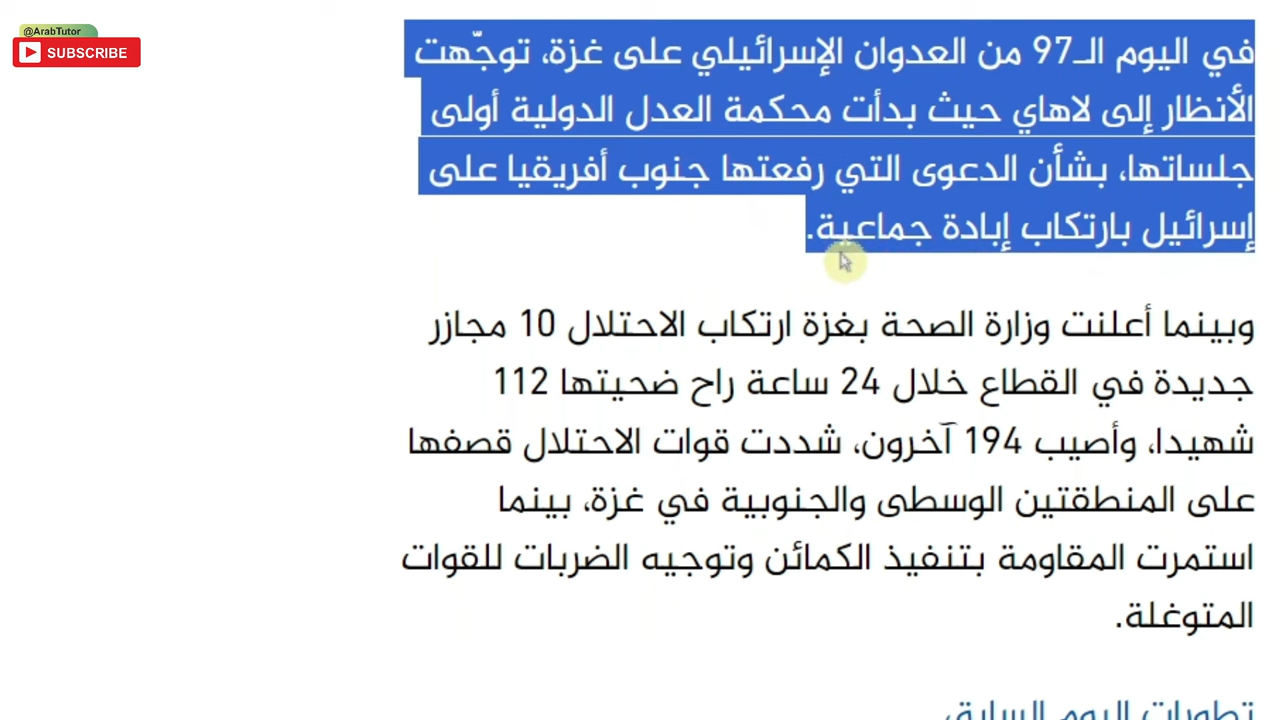 @ArabTutor
SUBSCRIBE
في اليوم الـ97 من العدوان الإسرائيلي على غزة، توجّهت
الأنظار إلى لاهاي حيث بدأت محكمة العدل الدولية أولى
جلساتها، بشأن الدعوى التي رفعتها جنوب أفريقيا على
إسرائيل بارتكاب إبادة جماعية.
وبينما أعلنت وزارة الصحة بغزة ارتكاب الاحتلال 10 مجازر
جديدة في القطاع خلال 24 ساعة راح ضحيتها 112
شهيدا، وأصيب 194 آخرون، شددت قوات الاحتلال قصفها
على المنطقتين الوسطى والجنوبية في غزة، بينما
استمرت المقاومة بتنفيذ الكمائن وتوجيه الضربات للقوات
المتوغلة.
تطورات اليوم السابق